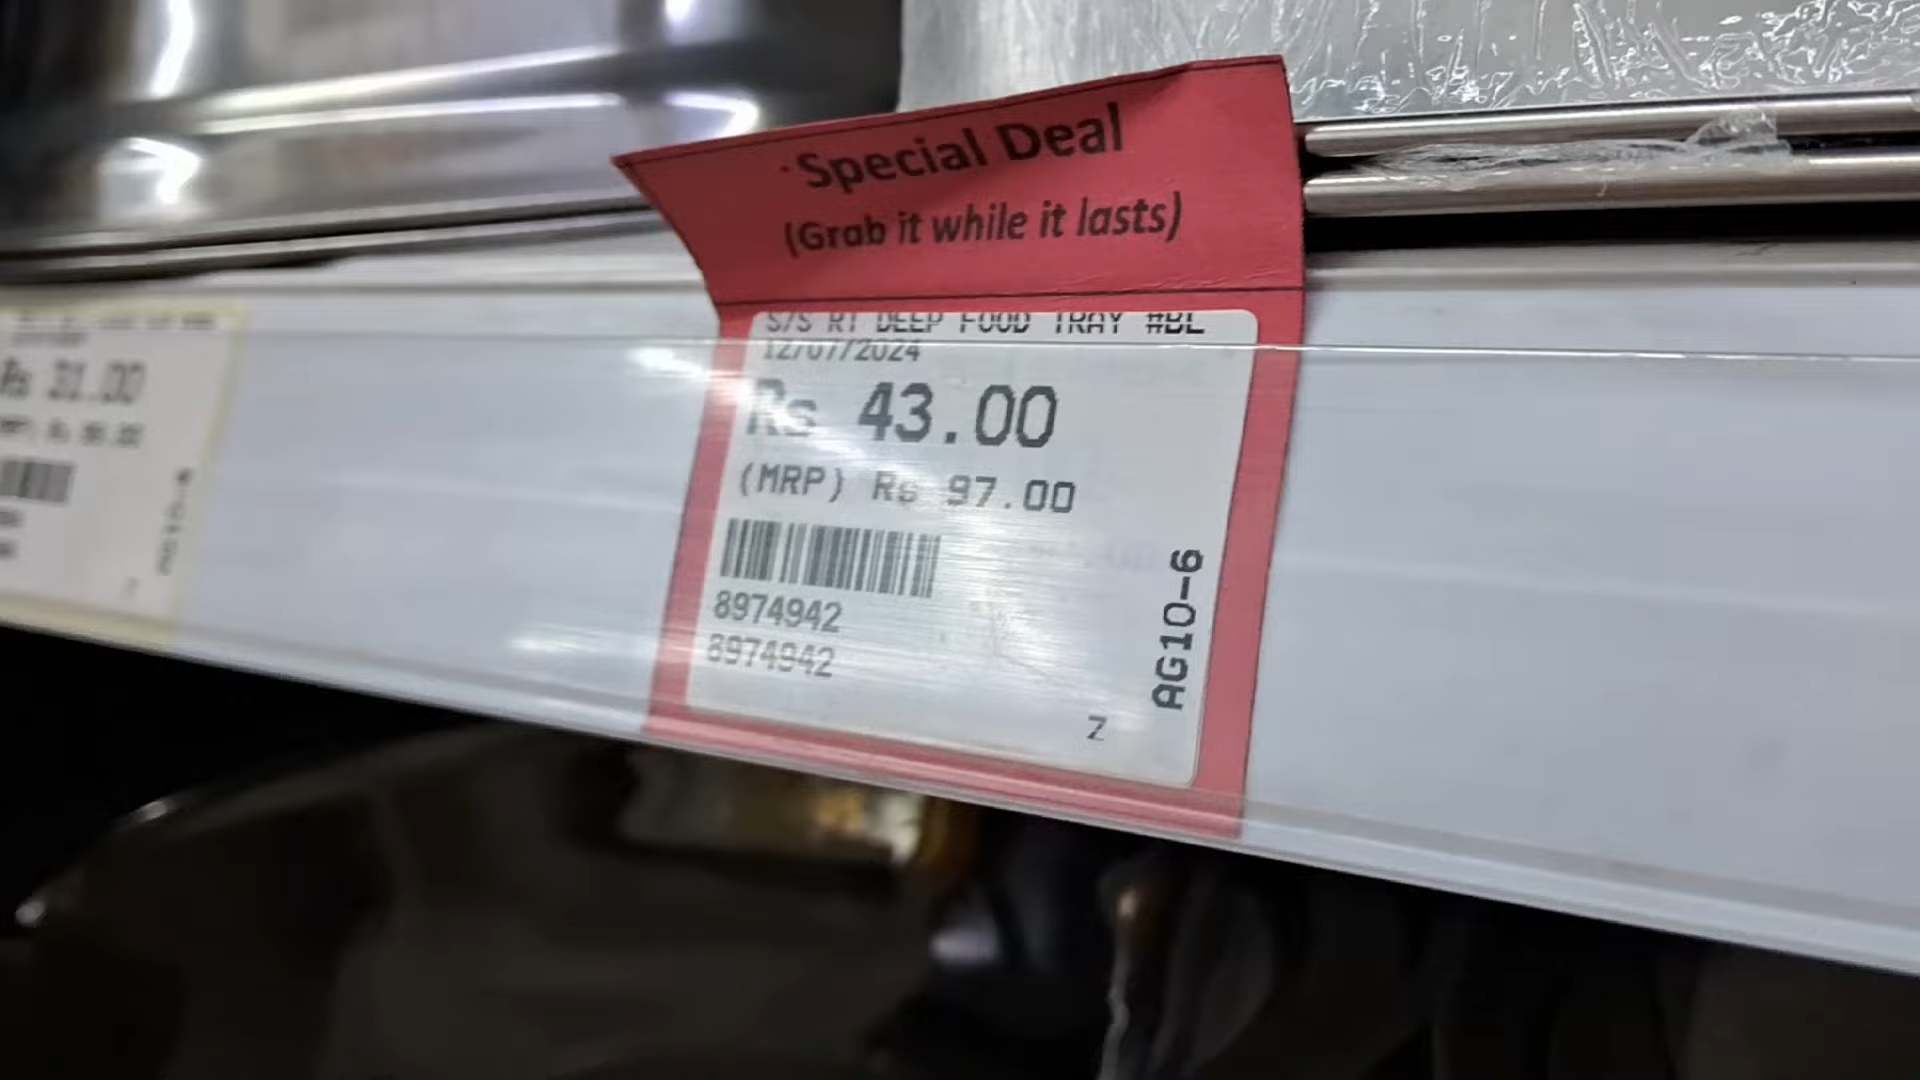 Special Deal
(Grab it while it lasts)
S/S RT DEEP FOOD TRAY #BL
12/07/2024
Rs 43.00
(MRP) Rs 97.00
8974942
8974942
AG10-6
Z
Rs 31.00